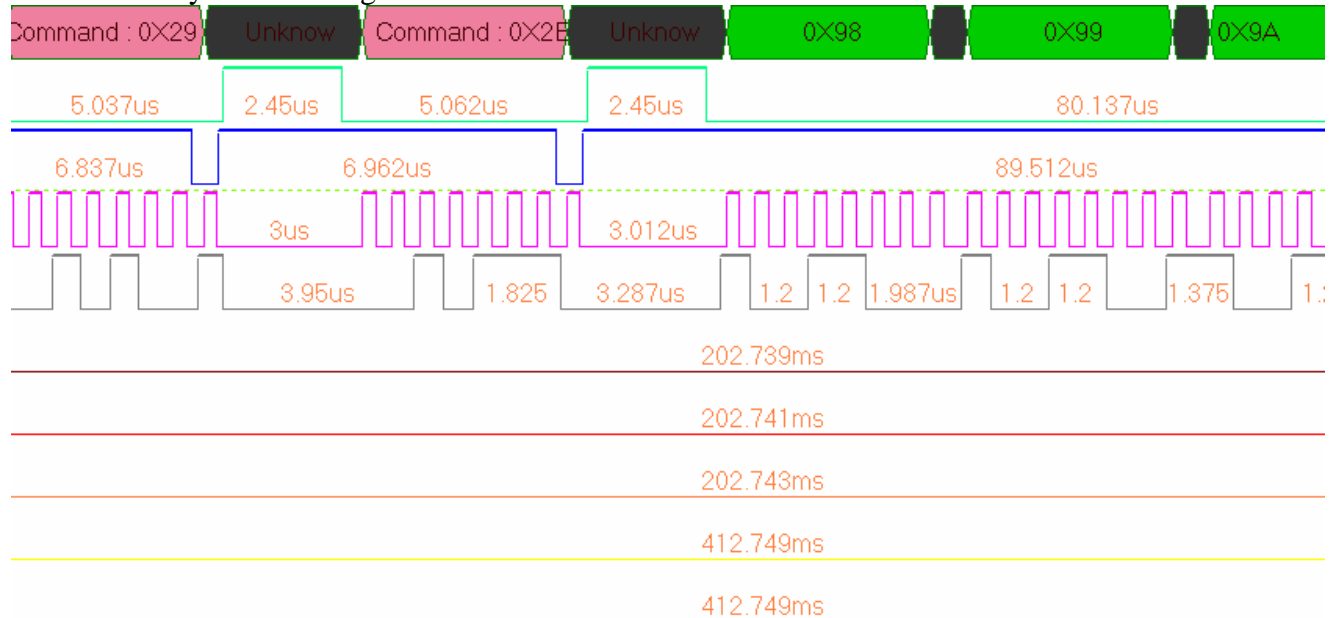 Command : 0X29 Unknow Command : 0X2E Unknow 0X98 0X99 0X9A
5.037us 2.45us 5.062us 2.45us 80.137us
6.837us 6.962us 89.512us
3us 3.012us
3.95us 1.825 3.287us 1.2 1.2 1.987us 1.2 1.2 1.375
202.739ms
202.741ms
202.743ms
412.749ms
412.749ms